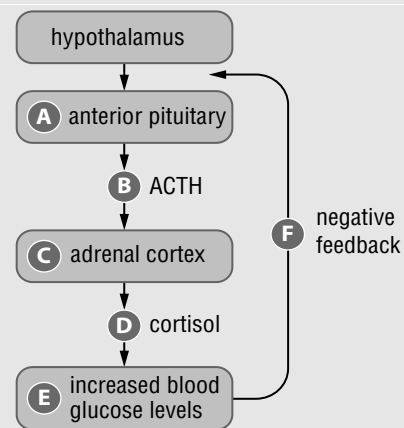 hypothalamus
A anterior pituitary
B ACTH
C adrenal cortex
F negative
feedback
D cortisol
E increased blood
glucose levels